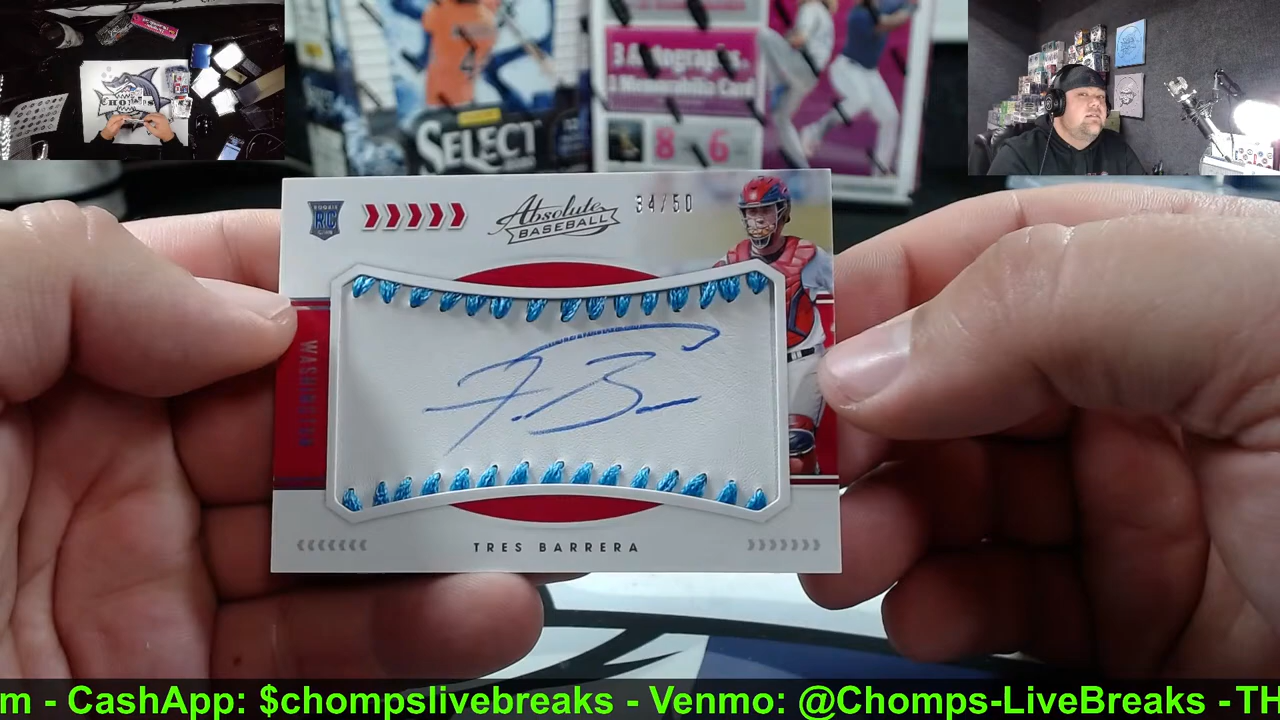 SELECT
3 Autographs
1 Memorabilia Card
8 6
ROOKIE
RC
Absolute
BASEBALL
34/50
WASHINGTON
TRES BARRERA
m - CashApp: $chompslivebreaks - Venmo: @Chomps-LiveBreaks -TH